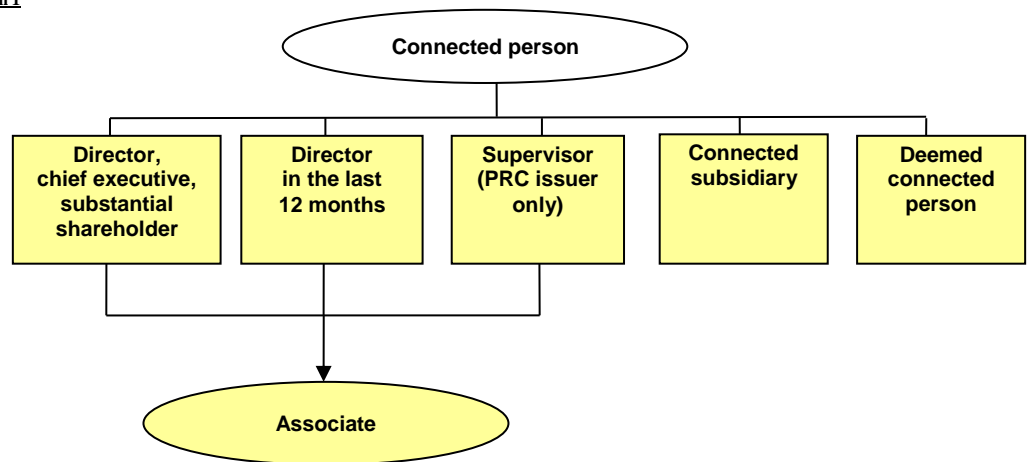 Connected person
Director,
chief executive,
substantial
shareholder
Director
in the last
12 months
Supervisor
(PRC issuer
only)
Connected
subsidiary
Deemed
connected
person
Associate